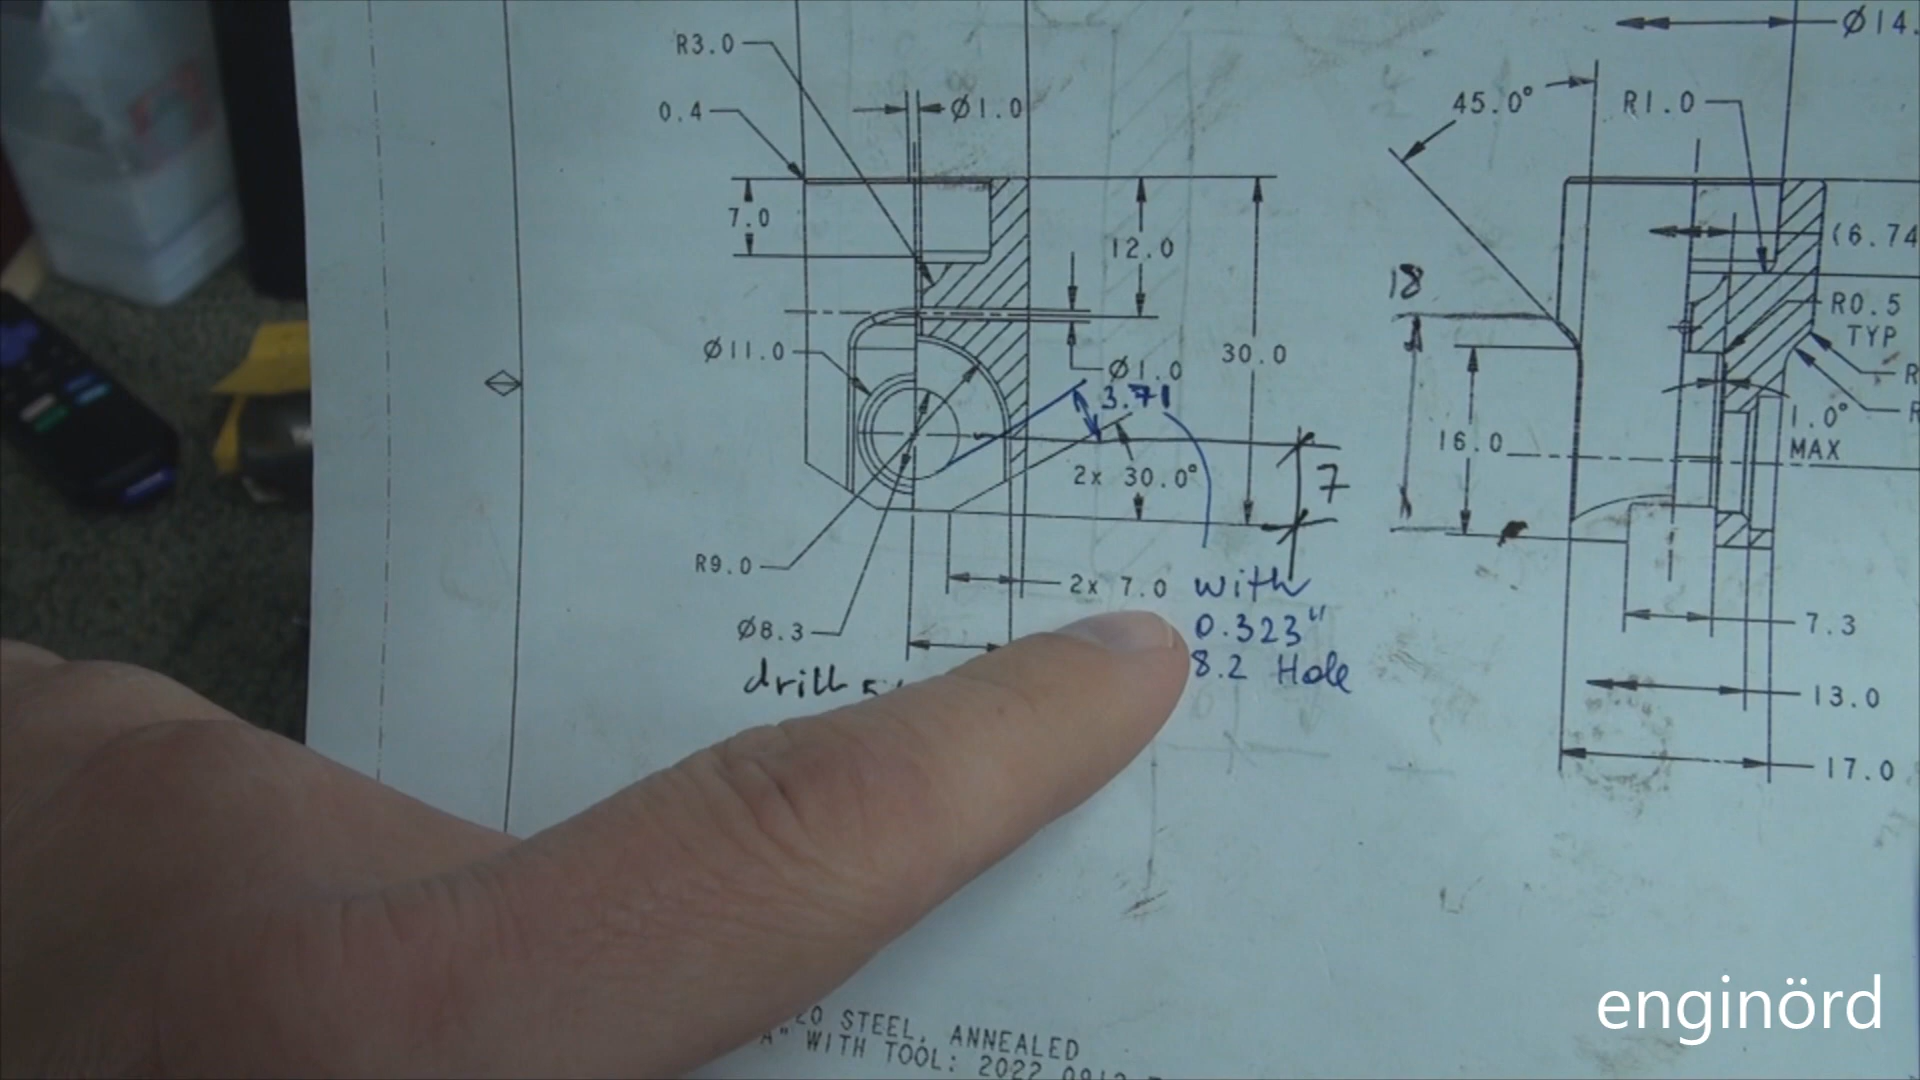 R3.0
0.4
Ø1.0
7.0
12.0
Ø11.0
30.0
Ø1.0
3.71
2x 30.0°
7
R9.0
2x 7.0
Ø8.3
drill
with
0.323"
8.2 Hole
Ø14.
45.0°
R1.0
(6.74
18
R0.5
TYP
R
R
1.0°
MAX
16.0
7.3
13.0
17.0
20 STEEL, ANNEALED
A" WITH TOOL: 2022
enginörd